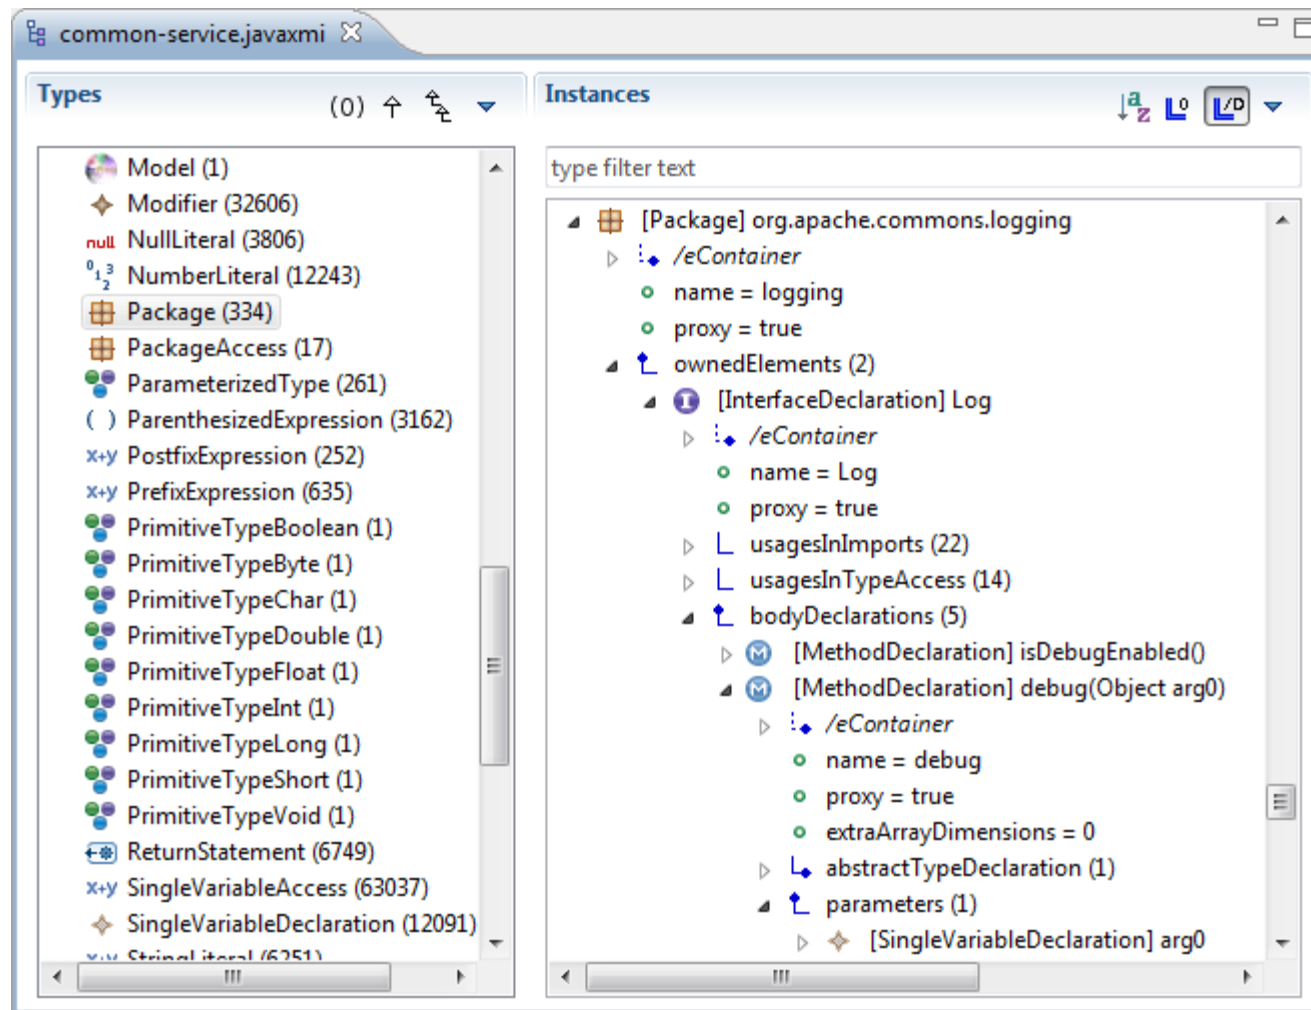 common-service.javaxmi
Types
(0)
Instances
type filter text
Model (1)
Modifier (32606)
null NullLiteral (3806)
NumberLiteral (12243)
Package (334)
PackageAccess (17)
ParameterizedType (261)
( ) ParenthesizedExpression (3162)
x+y PostfixExpression (252)
x+y PrefixExpression (635)
PrimitiveTypeBoolean (1)
PrimitiveTypeByte (1)
PrimitiveTypeChar (1)
PrimitiveTypeDouble (1)
PrimitiveTypeFloat (1)
PrimitiveTypeInt (1)
PrimitiveTypeLong (1)
PrimitiveTypeShort (1)
PrimitiveTypeVoid (1)
ReturnStatement (6749)
x+y SingleVariableAccess (63037)
SingleVariableDeclaration (12091)
x+y StringLiteral (6251)
[Package] org.apache.commons.logging
/eContainer
name = logging
proxy = true
ownedElements (2)
[InterfaceDeclaration] Log
/eContainer
name = Log
proxy = true
usagesInImports (22)
usagesInTypeAccess (14)
bodyDeclarations (5)
[MethodDeclaration] isDebugEnabled()
[MethodDeclaration] debug(Object arg0)
/eContainer
name = debug
proxy = true
extraArrayDimensions = 0
abstractTypeDeclaration (1)
parameters (1)
[SingleVariableDeclaration] arg0